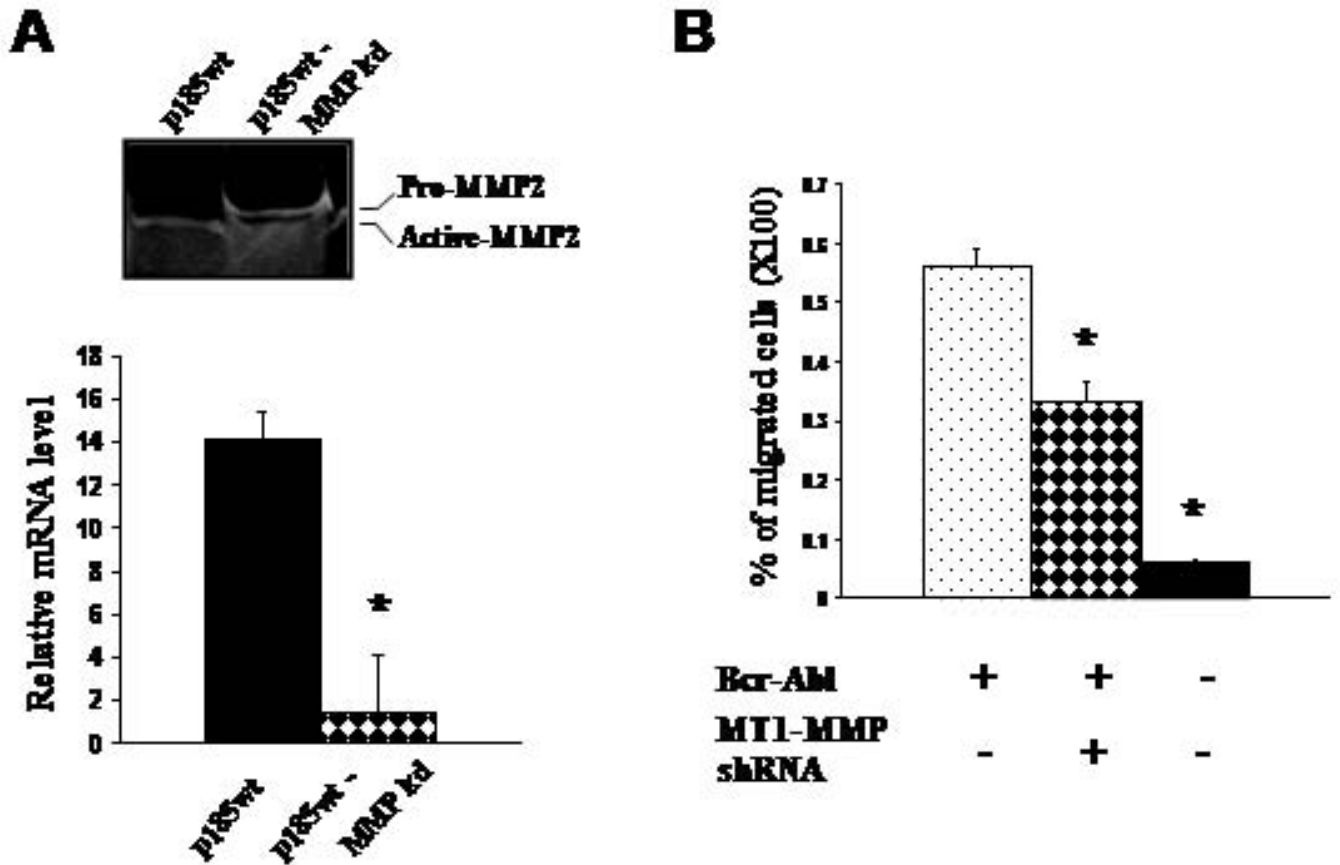 A
p185wt
p185wt -
MMP kd
Pro-MMP2
Active-MMP2
Relative mRNA level
18
16
14
12
10
8
6
4
2
0
*
p185wt
p185wt -
MMP kd
B
% of migrated cells (X100)
0.7
0.6
0.5
0.4
0.3
0.2
0.1
0
*
*
Bcr-Abl + + -
MT1-MMP
shRNA - + -